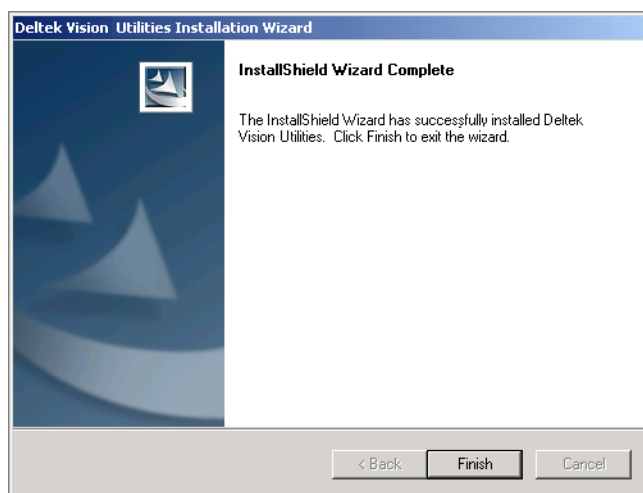 Deltek Vision Utilities Installation Wizard
InstallShield Wizard Complete
The InstallShield Wizard has successfully installed Deltek
Vision Utilities. Click Finish to exit the wizard.
< Back
Finish
Cancel